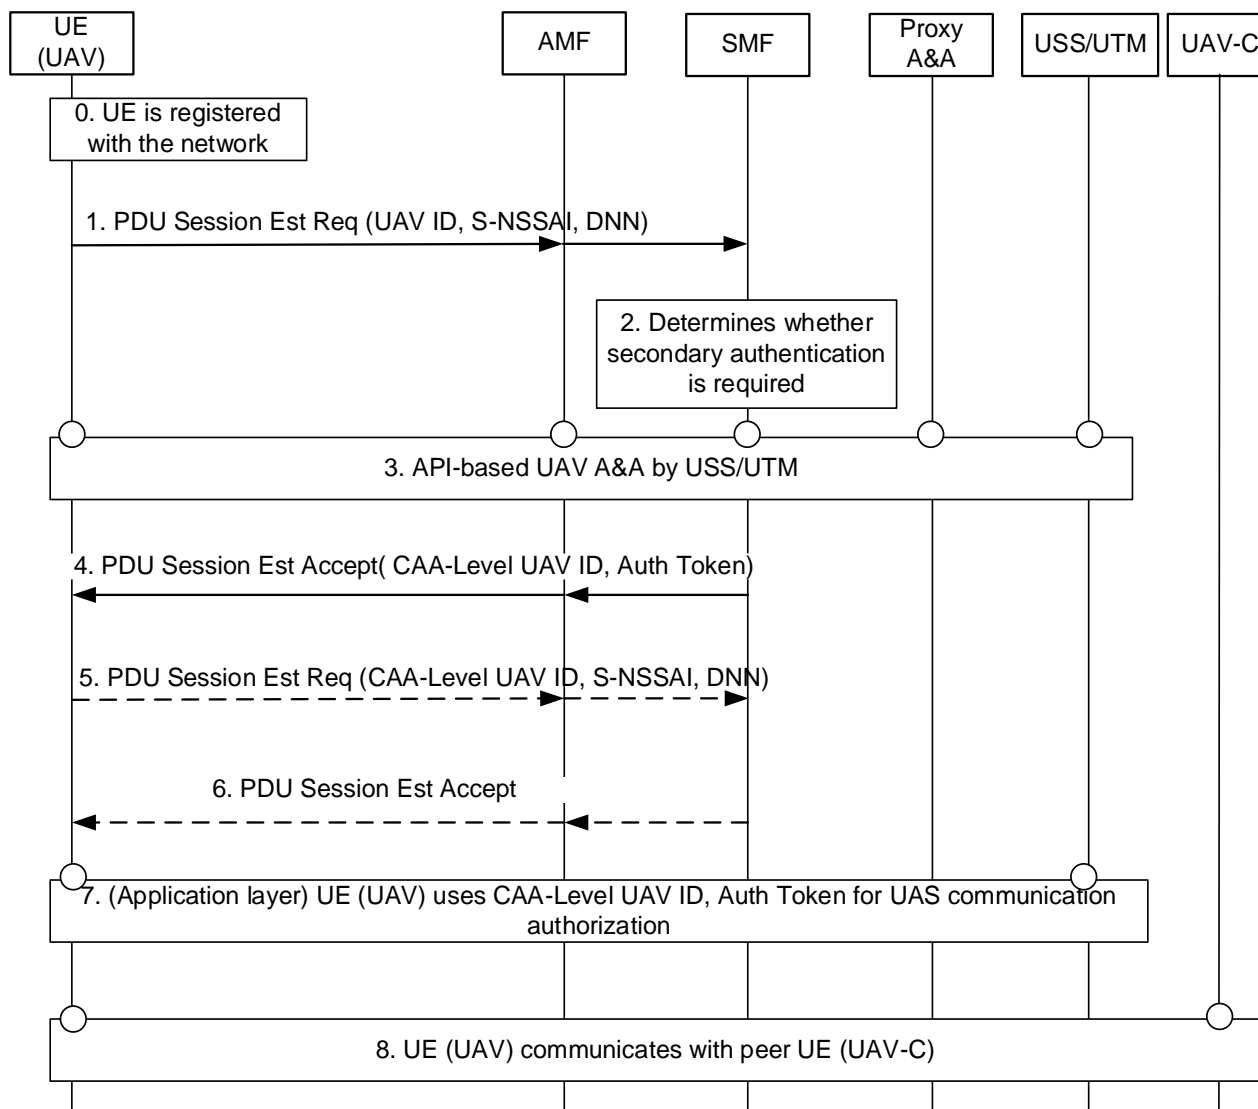 UE
(UAV)
AMF
SMF
Proxy
A&A
USS/UTM
UAV-C
0. UE is registered
with the network
1. PDU Session Est Req (UAV ID, S-NSSAI, DNN)
2. Determines whether
secondary authentication
is required
3. API-based UAV A&A by USS/UTM
4. PDU Session Est Accept( CAA-Level UAV ID, Auth Token)
5. PDU Session Est Req (CAA-Level UAV ID, S-NSSAI, DNN)
6. PDU Session Est Accept
7. (Application layer) UE (UAV) uses CAA-Level UAV ID, Auth Token for UAS communication
authorization
8. UE (UAV) communicates with peer UE (UAV-C)